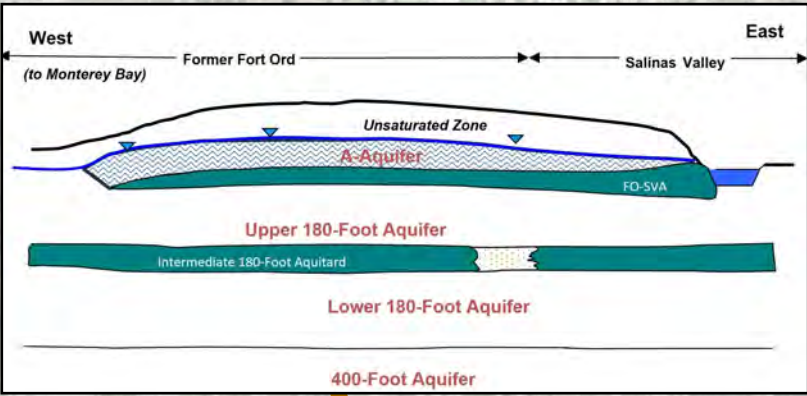 West
East
Former Fort Ord
Salinas Valley
(to Monterey Bay)
Unsaturated Zone
A-Aquifer
FO-SVA
Upper 180-Foot Aquifer
Intermediate 180-Foot Aquitard
Lower 180-Foot Aquifer
400-Foot Aquifer